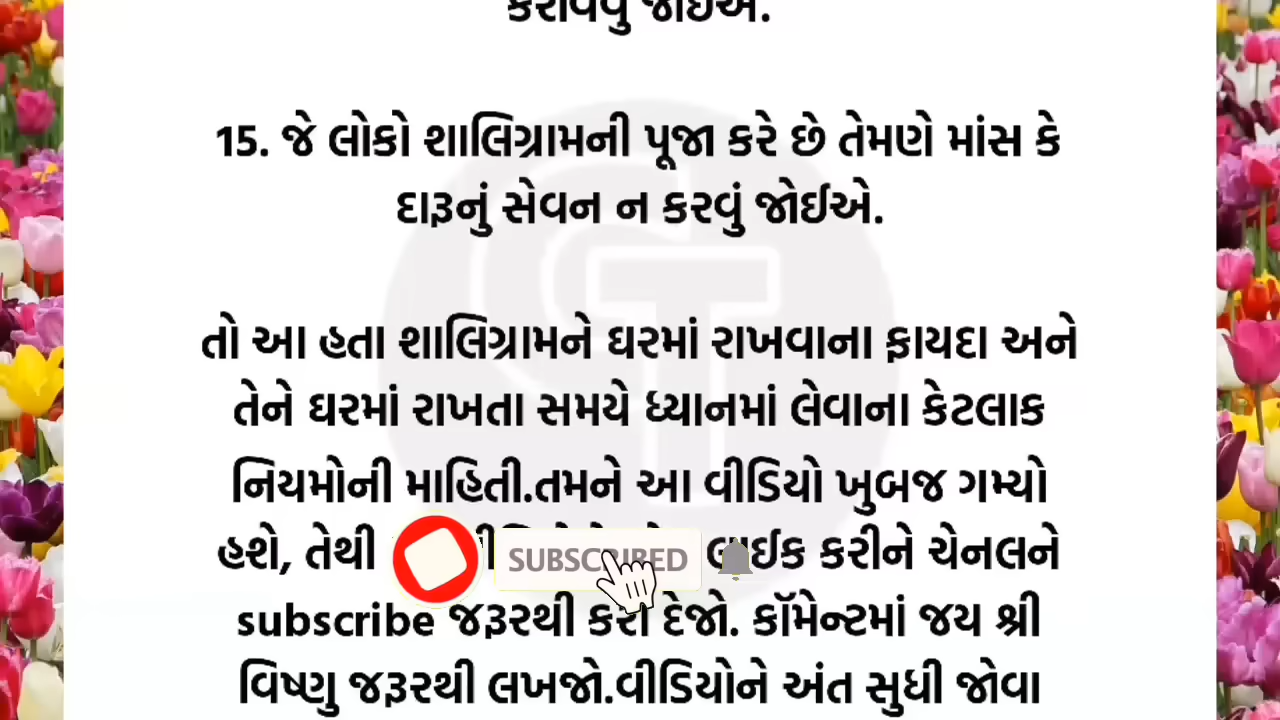 કરાવવું જોઈએ.
15. જે લોકો શાલિગ્રામની પૂજા કરે છે તેમણે માંસ કે
દારૂનું સેવન ન કરવું જોઈએ.
તો આ હતા શાલિગ્રામને ઘરમાં રાખવાના ફાયદા અને
તેને ઘરમાં રાખતા સમયે ધ્યાનમાં લેવાના કેટલાક
નિયમોની માહિતી.તમને આ વીડિયો ખુબજ ગમ્યો
હશે, તેથી લાઈક કરીને ચેનલને
SUBSCRIBED
subscribe જરૂરથી કરી દેજો. કૉમેન્ટમાં જય શ્રી
વિષ્ણુ જરૂરથી લખજો.વીડિયોને અંત સુધી જોવા